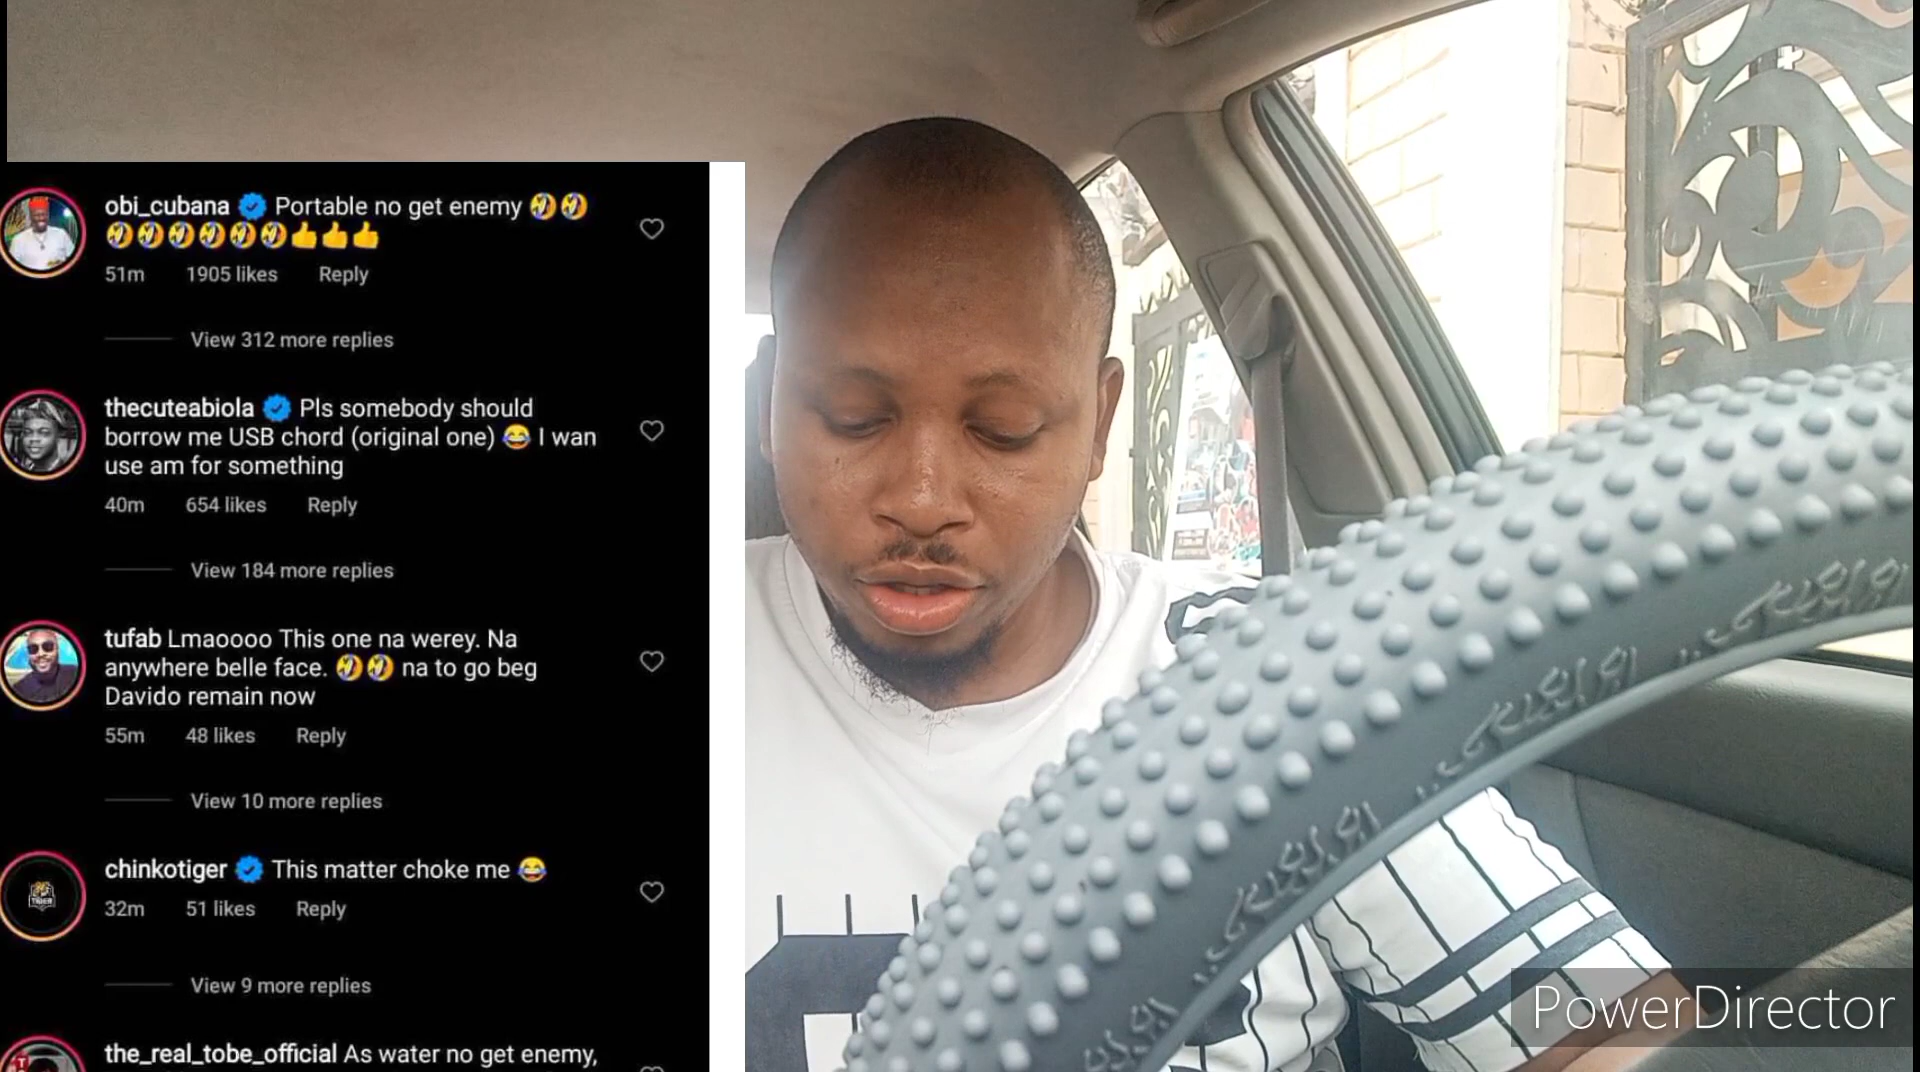 obi_cubana Portable no get enemy 🤣🤣
🤣🤣🤣🤣🤣🤣👍👍👍
51m 1905 likes Reply
View 312 more replies
thecuteabiola Pls somebody should
borrow me USB chord (original one) 😂 I wan
use am for something
40m 654 likes Reply
View 184 more replies
tufab Lmaoooo This one na werey. Na
anywhere belle face. 🤣🤣 na to go beg
Davido remain now
55m 48 likes Reply
View 10 more replies
chinkotiger This matter choke me 😂
32m 51 likes Reply
View 9 more replies
the_real_tobe_official As water no get enemy,
PowerDirector